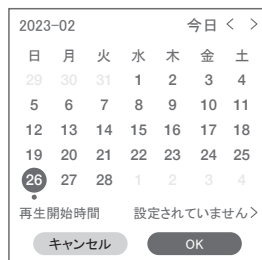 2023-02 今日 < >
日 月 火 水 木 金 土
29 30 31 1 2 3 4
5 6 7 8 9 10 11
12 13 14 15 16 17 18
19 20 21 22 23 24 25
26 27 28 1 2 3 4
再生開始時間 設定されていません>
キャンセル OK